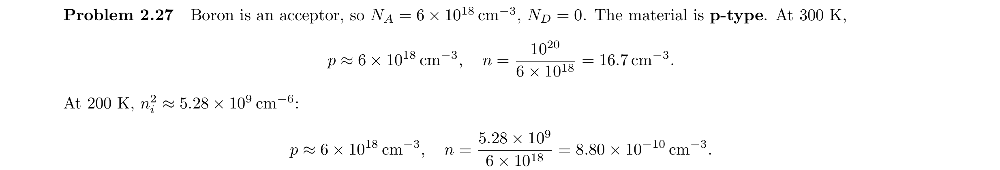 Problem 2.27 Boron is an acceptor, so $N_A = 6 \times 10^{18}\,\mathrm{cm}^{-3}$, $N_D = 0$. The material is p-type. At 300 K,
$p \approx 6 \times 10^{18}\,\mathrm{cm}^{-3}, \quad n = \frac{10^{20}}{6 \times 10^{18}} = 16.7\,\mathrm{cm}^{-3}.$
At 200 K, $n_i^2 \approx 5.28 \times 10^9\,\mathrm{cm}^{-6}$:
$p \approx 6 \times 10^{18}\,\mathrm{cm}^{-3}, \quad n = \frac{5.28 \times 10^9}{6 \times 10^{18}} = 8.80 \times 10^{-10}\,\mathrm{cm}^{-3}.$